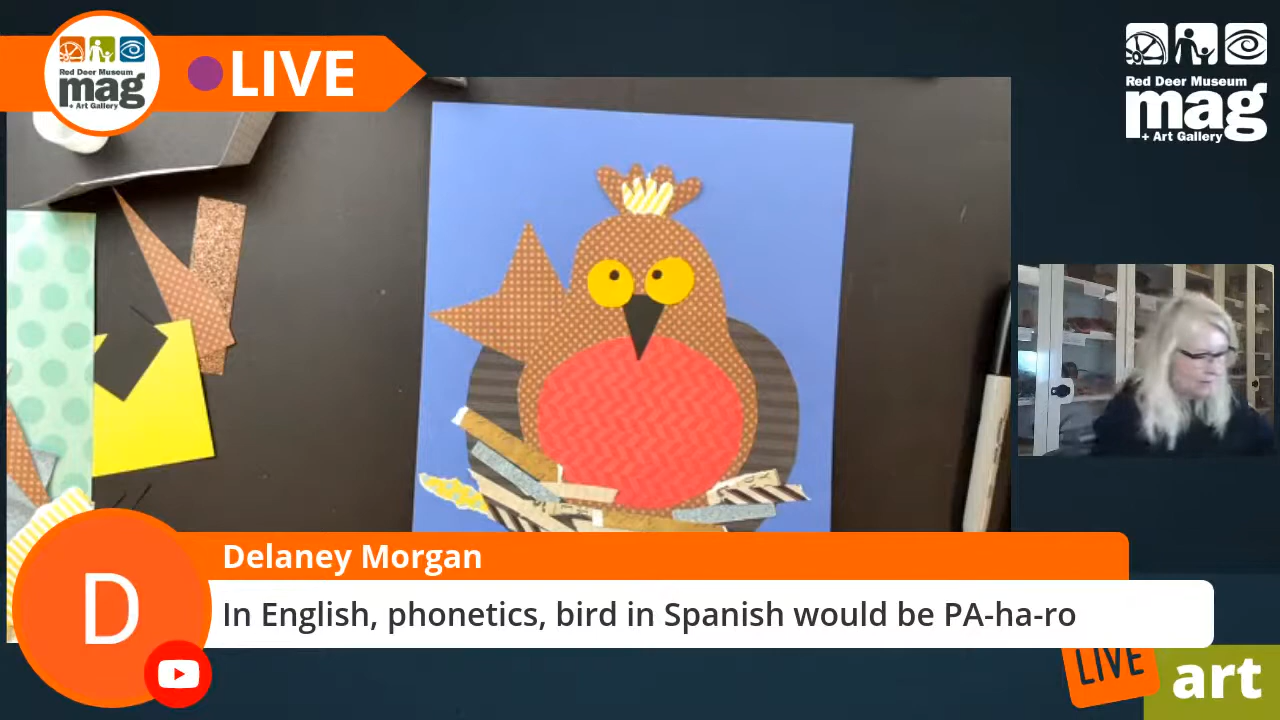 Red Deer Museum
mag
+ Art Gallery
LIVE
Red Deer Museum
mag
+ Art Gallery
D
Delaney Morgan
In English, phonetics, bird in Spanish would be PA-ha-ro
LIVE
art